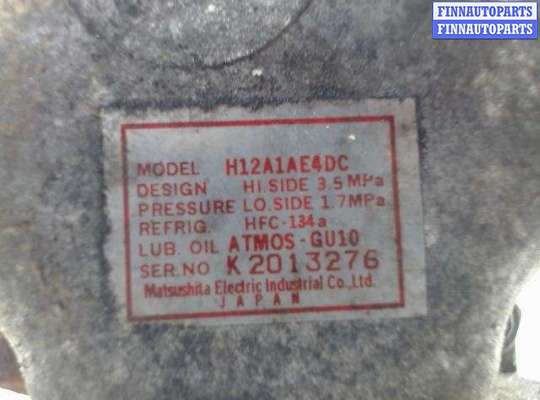 FINNAUTOPARTS
FINNAUTOPARTS
MODEL H12A1AE4DC
DESIGN HI.SIDE 3.5MPa
PRESSURE LO.SIDE 1.7MPa
REFRIG. HFC-134a
LUB. OIL ATMOS-GU10
SER.NO K2013276
Matsushita Electric Industrial Co.,Ltd.
JAPAN